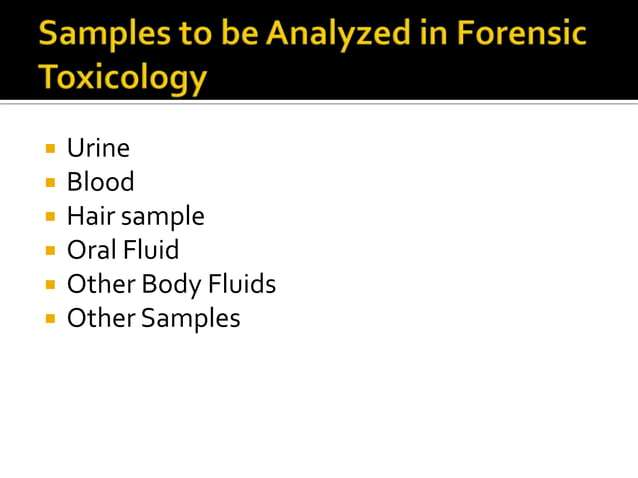 Samples to be Analyzed in Forensic
Toxicology
Urine
Blood
Hair sample
Oral Fluid
Other Body Fluids
Other Samples